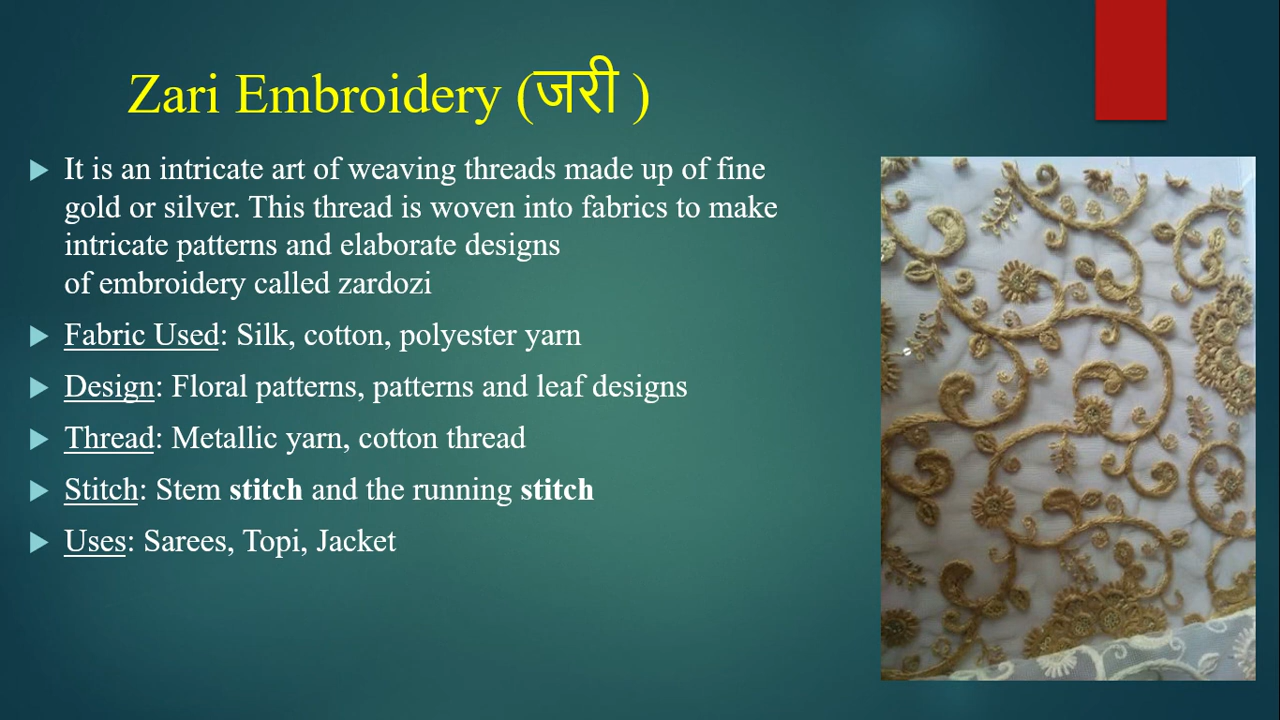 Zari Embroidery (जरी )
It is an intricate art of weaving threads made up of fine
gold or silver. This thread is woven into fabrics to make
intricate patterns and elaborate designs
of embroidery called zardozi
Fabric Used: Silk, cotton, polyester yarn
Design: Floral patterns, patterns and leaf designs
Thread: Metallic yarn, cotton thread
Stitch: Stem stitch and the running stitch
Uses: Sarees, Topi, Jacket